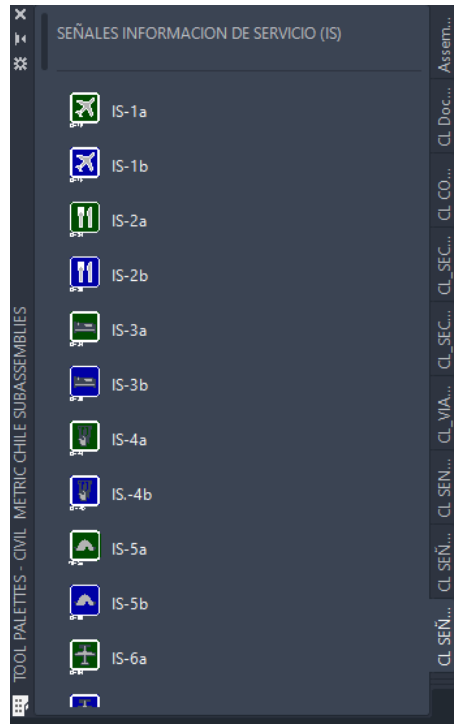 SEÑALES INFORMACION DE SERVICIO (IS)
IS-1a
IS-1b
IS-2a
IS-2b
IS-3a
IS-3b
IS-4a
IS.-4b
IS-5a
IS-5b
IS-6a
TOOL PALETTES - CIVIL METRIC CHILE SUBASSEMBLIES
Assem...
CL Doc...
CL CO...
CL_SEC...
CL_SEC...
CL_VIA...
CL SEN...
CL SEÑ...
CL SEÑ...